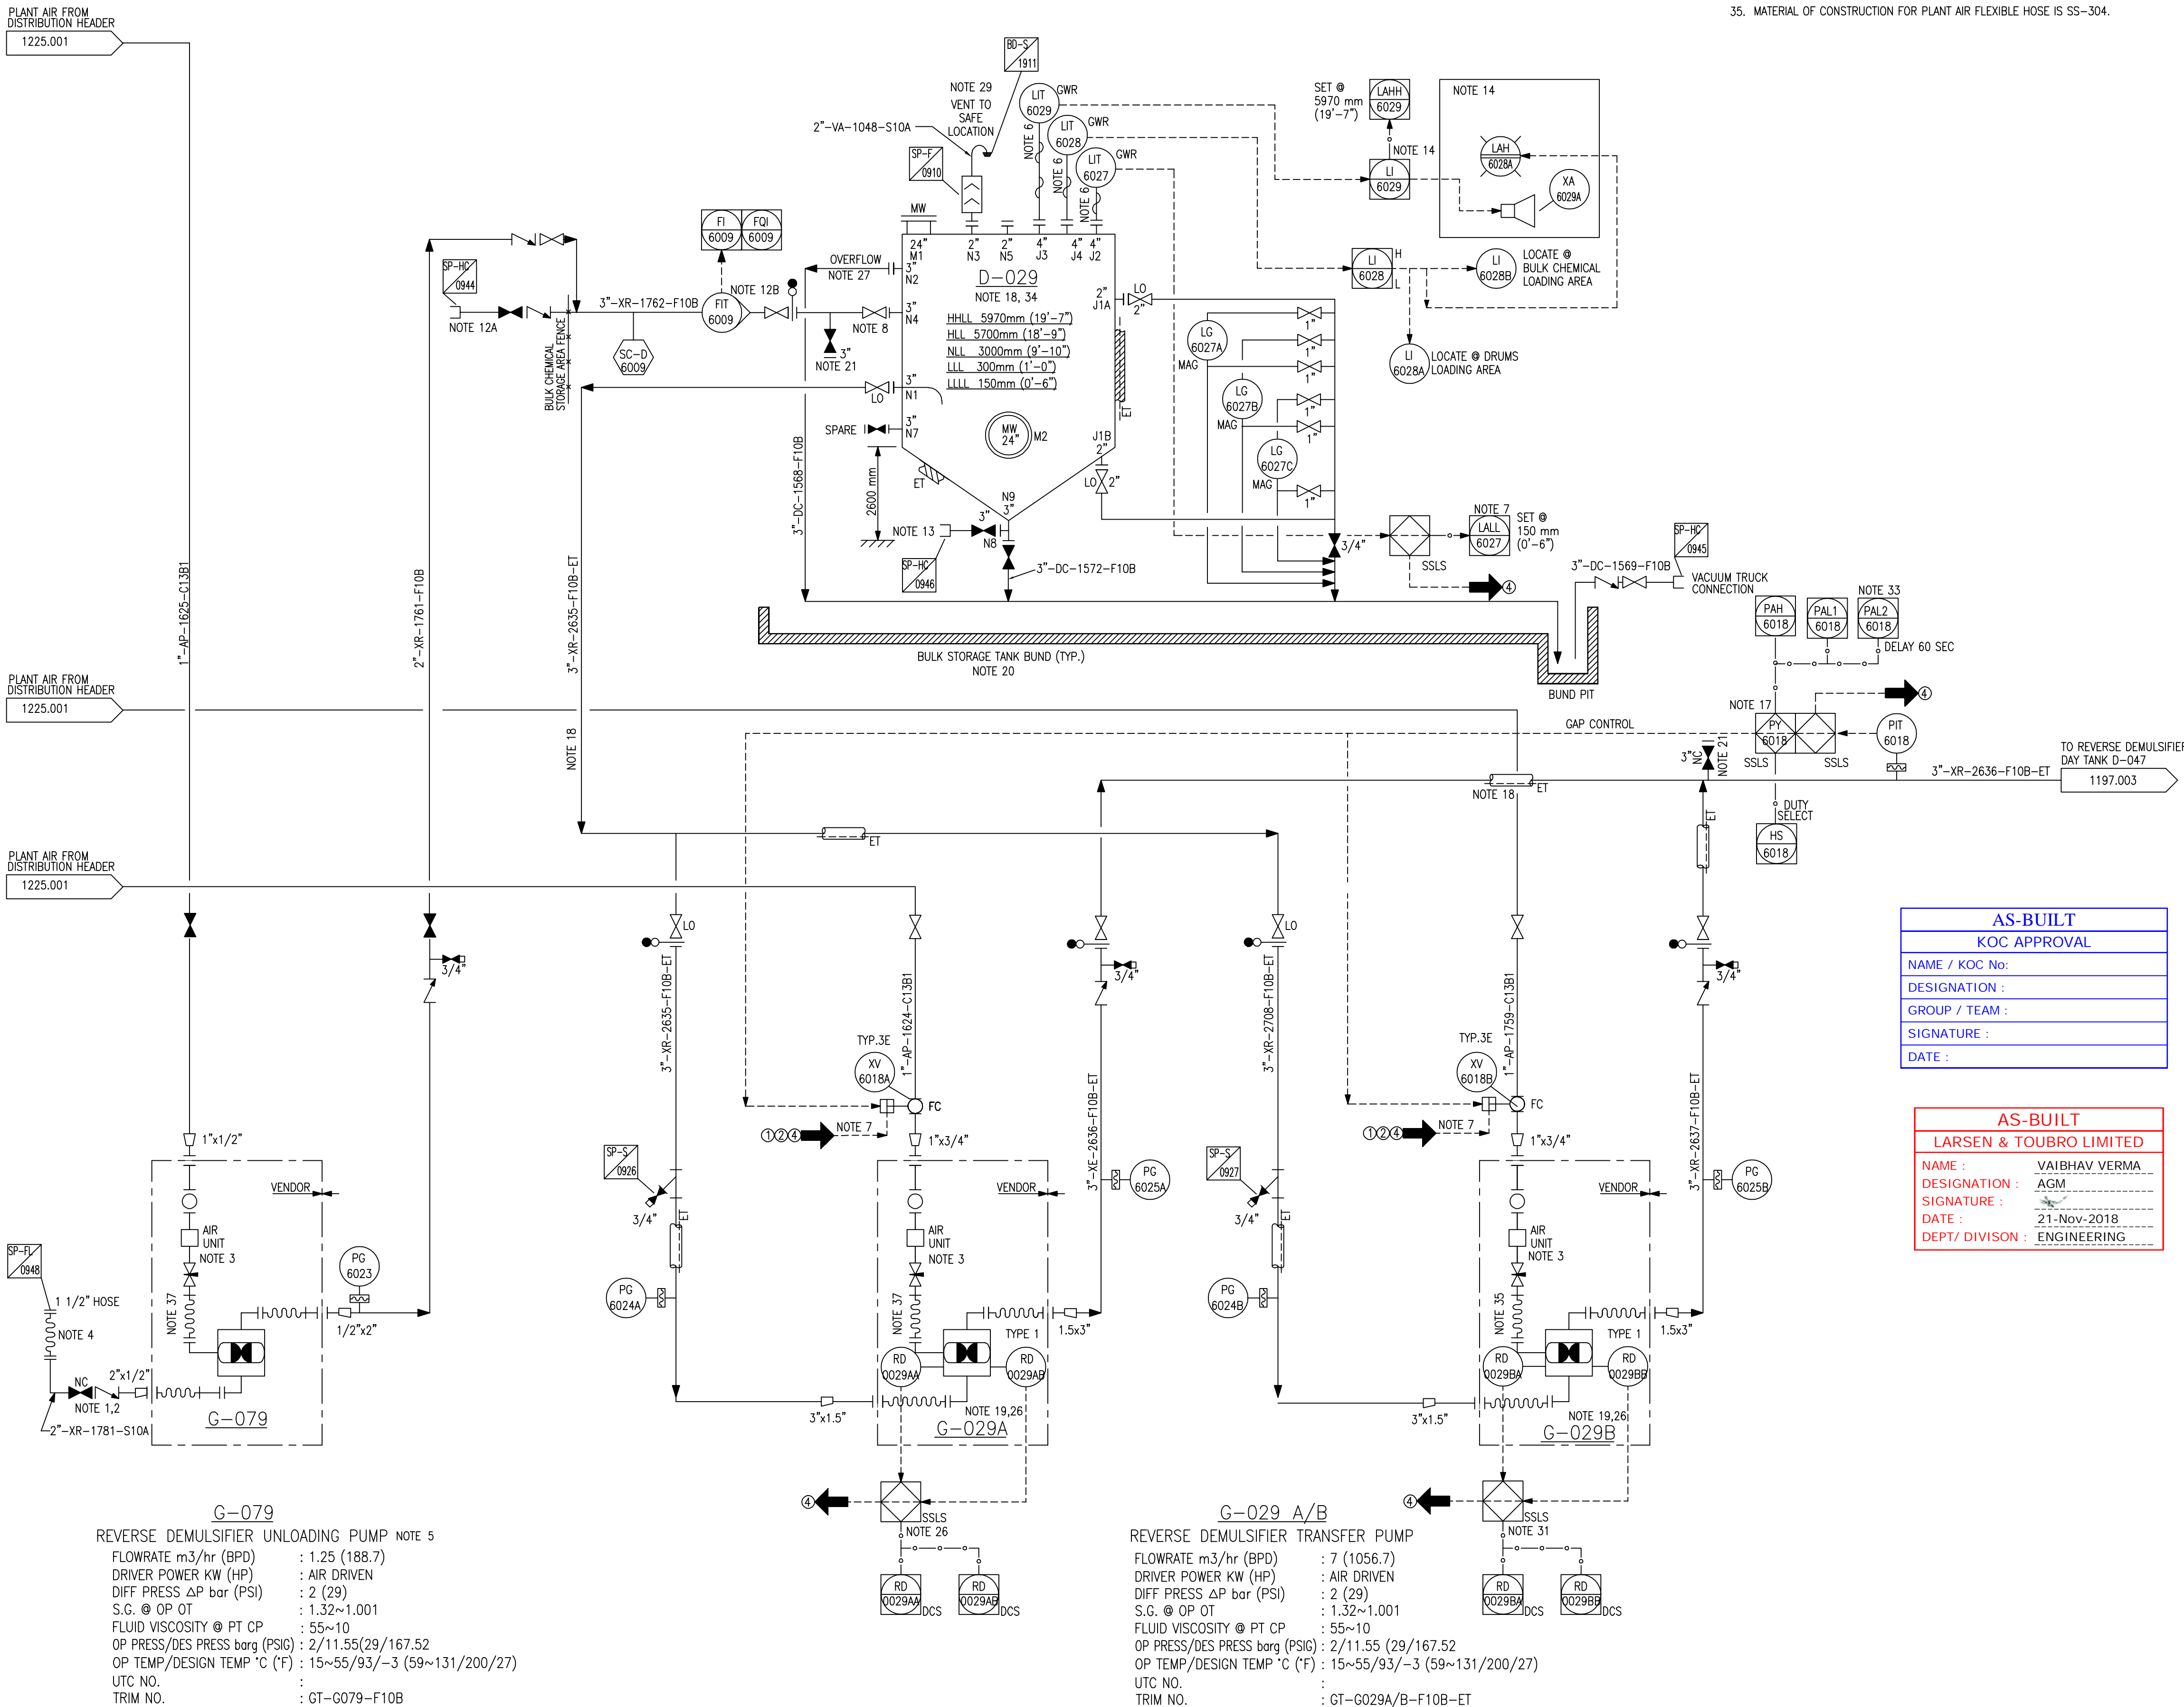 PLANT AIR FROM
DISTRIBUTION HEADER
1225.001
35. MATERIAL OF CONSTRUCTION FOR PLANT AIR FLEXIBLE HOSE IS SS-304.
BD-S
1911
NOTE 29
VENT TO
SAFE
LOCATION
2"-VA-1048-S10A
SP-F
0910
LIT
6029
GWR
NOTE 6
LIT
6028
GWR
NOTE 6
LIT
6027
GWR
NOTE 6
SET @
5970 mm
(19'-7")
LAHH
6029
NOTE 14
LI
6029
NOTE 14
LAH
6028A
XA
6029A
LI
6028
H
L
LI
6028B
LOCATE @
BULK CHEMICAL
LOADING AREA
LI
6028A
LOCATE @ DRUMS
LOADING AREA
MW
24"
M1
2"
N3
2"
N5
4"
J3
4"
J4
4"
J2
D-029
NOTE 18, 34
HHLL 5970mm (19'-7")
HLL 5700mm (18'-9")
NLL 3000mm (9'-10")
LLL 300mm (1'-0")
LLLL 150mm (0'-6")
OVERFLOW
NOTE 27
3"
N2
3"
N4
3"
N1
3"
N7
MW
24"
M2
2"
J1A
LO
2"
J1B
2"
LO
2"
ET
ET
N9
3"
3"
N8
NOTE 13
SP-HC
0946
3"-DC-1572-F10B
2600 mm
SPARE
LO
NOTE 8
3"
NOTE 21
NOTE 12B
FI
6009
FQI
6009
FIT
6009
SC-D
6009
3"-XR-1762-F10B
SP-HC
0944
NOTE 12A
BULK CHEMICAL
STORAGE AREA FENCE
3"-DC-1568-F10B
3"-XR-2635-F10B-ET
NOTE 18
2"-XR-1761-F10B
1"-AP-1625-C13B1
LG
6027A
MAG
LG
6027B
MAG
LG
6027C
MAG
1"
1"
1"
1"
1"
1"
3/4"
SSLS
NOTE 7
LALL
6027
SET @
150 mm
(0'-6")
4
SP-HC
0945
3"-DC-1569-F10B
VACUUM TRUCK
CONNECTION
BULK STORAGE TANK BUND (TYP.)
NOTE 20
BUND PIT
NOTE 33
PAH
6018
PAL1
6018
PAL2
6018
DELAY 60 SEC
4
NOTE 17
PY
6018
SSLS
SSLS
PIT
6018
GAP CONTROL
3"
NC
NOTE 21
DUTY
SELECT
HS
6018
3"-XR-2636-F10B-ET
TO REVERSE DEMULSIFIER
DAY TANK D-047
1197.003
PLANT AIR FROM
DISTRIBUTION HEADER
1225.001
NOTE 18
ET
ET
ET
PLANT AIR FROM
DISTRIBUTION HEADER
1225.001
3/4"
LO
3"-XR-2635-F10B-ET
1"-AP-1624-C13B1
3/4"
LO
3"-XR-2708-F10B-ET
1"-AP-1759-C13B1
3/4"
TYP.3E
XV
6018A
FC
124
NOTE 7
1"x3/4"
TYP.3E
XV
6018B
FC
124
NOTE 7
1"x3/4"
3"-XE-2636-F10B-ET
3"-XR-2637-F10B-ET
PG
6025A
PG
6025B
AS-BUILT
KOC APPROVAL
NAME / KOC No:
DESIGNATION :
GROUP / TEAM :
SIGNATURE :
DATE :
AS-BUILT
LARSEN & TOUBRO LIMITED
NAME : VAIBHAV VERMA
DESIGNATION : AGM
SIGNATURE :
DATE : 21-Nov-2018
DEPT/ DIVISON : ENGINEERING
1"x1/2"
VENDOR
AIR
UNIT
NOTE 3
NOTE 37
PG
6023
1/2"x2"
SP-FL
0948
1 1/2" HOSE
NOTE 4
NC
NOTE 1,2
2"x1/2"
2"-XR-1781-S10A
G-079
SP-S
0926
3/4"
ET
PG
6024A
3"x1.5"
VENDOR
AIR
UNIT
NOTE 3
NOTE 37
TYPE 1
1.5x3"
RD
0029AA
RD
0029AB
NOTE 19,26
G-029A
4
SSLS
NOTE 26
RD
0029AA
DCS
RD
0029AB
DCS
SP-S
0927
3/4"
ET
PG
6024B
3"x1.5"
VENDOR
AIR
UNIT
NOTE 3
NOTE 35
TYPE 1
1.5x3"
RD
0029BA
RD
0029BB
NOTE 19,26
G-029B
4
SSLS
NOTE 31
RD
0029BA
DCS
RD
0029BB
DCS
G-079
REVERSE DEMULSIFIER UNLOADING PUMP NOTE 5
FLOWRATE m3/hr (BPD) : 1.25 (188.7)
DRIVER POWER KW (HP) : AIR DRIVEN
DIFF PRESS △P bar (PSI) : 2 (29)
S.G. @ OP OT : 1.32~1.001
FLUID VISCOSITY @ PT CP : 55~10
OP PRESS/DES PRESS barg (PSIG) : 2/11.55(29/167.52
OP TEMP/DESIGN TEMP °C (°F) : 15~55/93/-3 (59~131/200/27)
UTC NO. :
TRIM NO. : GT-G079-F10B
G-029 A/B
REVERSE DEMULSIFIER TRANSFER PUMP
FLOWRATE m3/hr (BPD) : 7 (1056.7)
DRIVER POWER KW (HP) : AIR DRIVEN
DIFF PRESS △P bar (PSI) : 2 (29)
S.G. @ OP OT : 1.32~1.001
FLUID VISCOSITY @ PT CP : 55~10
OP PRESS/DES PRESS barg (PSIG) : 2/11.55 (29/167.52
OP TEMP/DESIGN TEMP °C (°F) : 15~55/93/-3 (59~131/200/27)
UTC NO. :
TRIM NO. : GT-G029A/B-F10B-ET